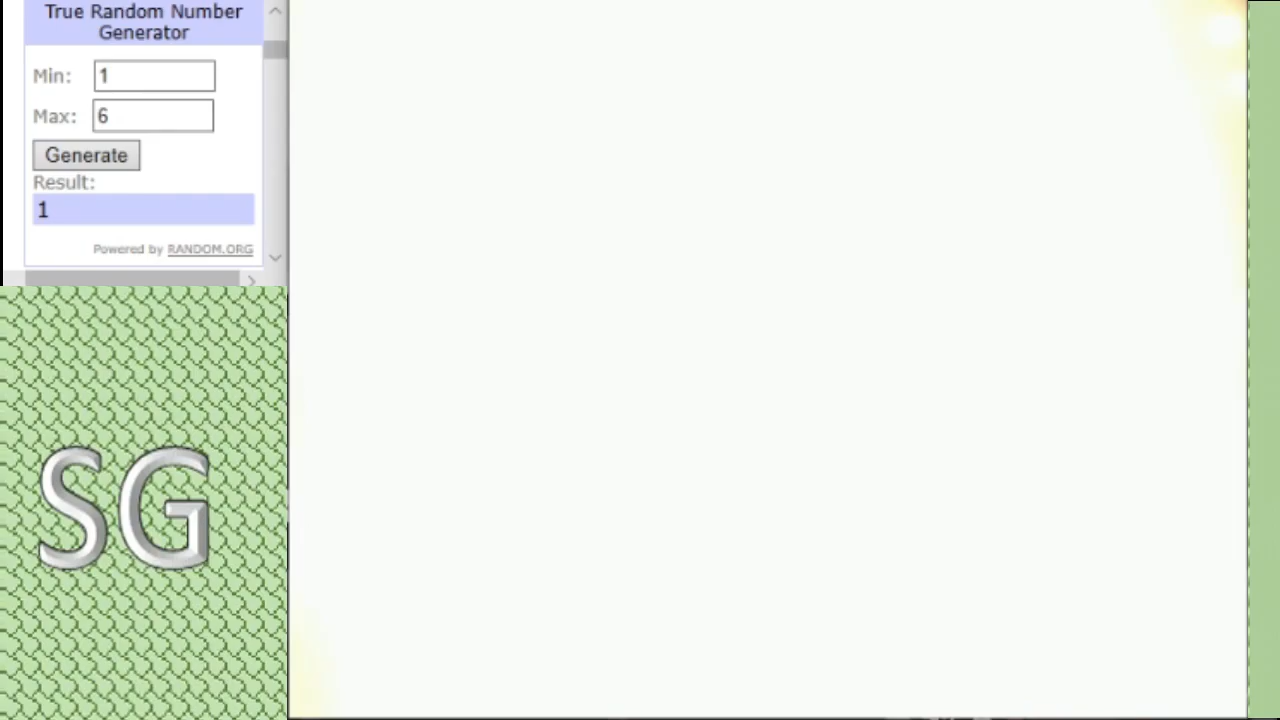 True Random Number
Generator
Min: 1
Max: 6
Generate
Result:
1
Powered by RANDOM.ORG
SG